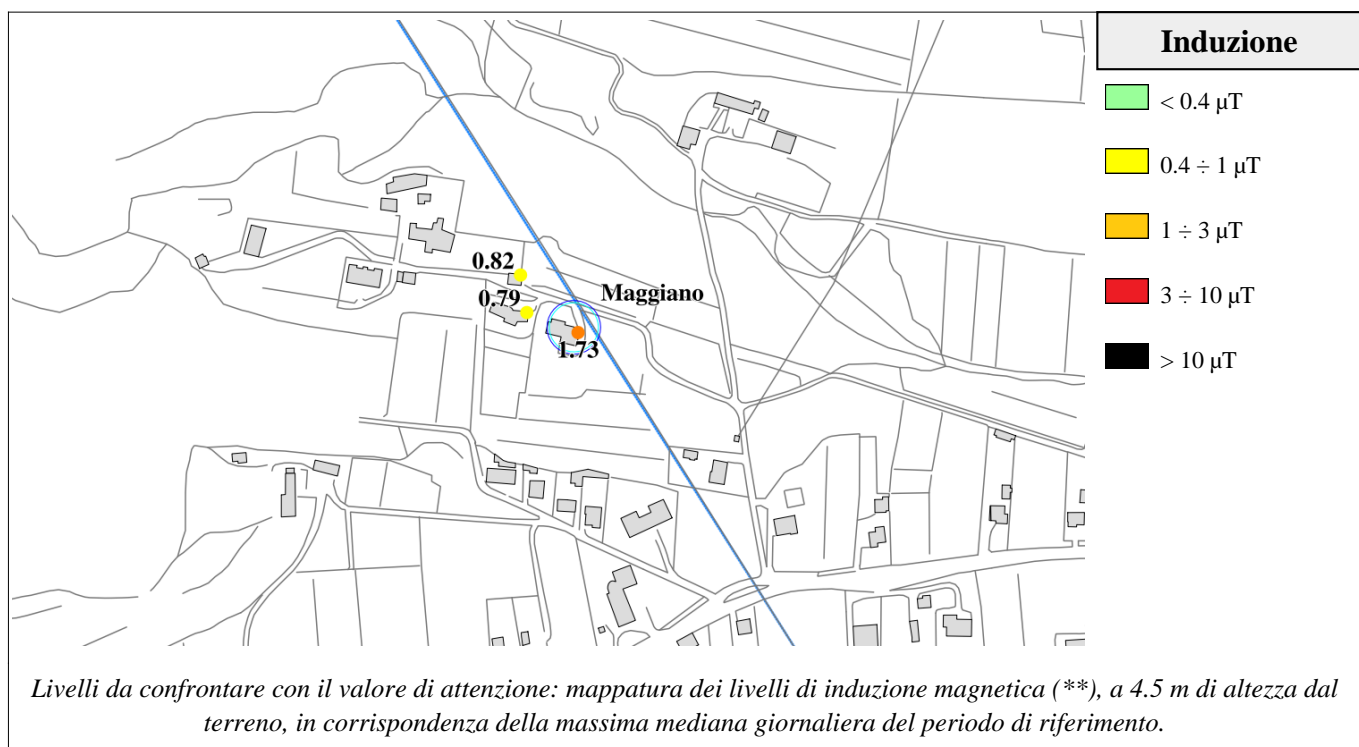 Induzione
< 0.4 µT
0.4 ÷ 1 µT
1 ÷ 3 µT
3 ÷ 10 µT
> 10 µT
0.82
0.79
Maggiano
1.73
Livelli da confrontare con il valore di attenzione: mappatura dei livelli di induzione magnetica (**), a 4.5 m di altezza dal
terreno, in corrispondenza della massima mediana giornaliera del periodo di riferimento.